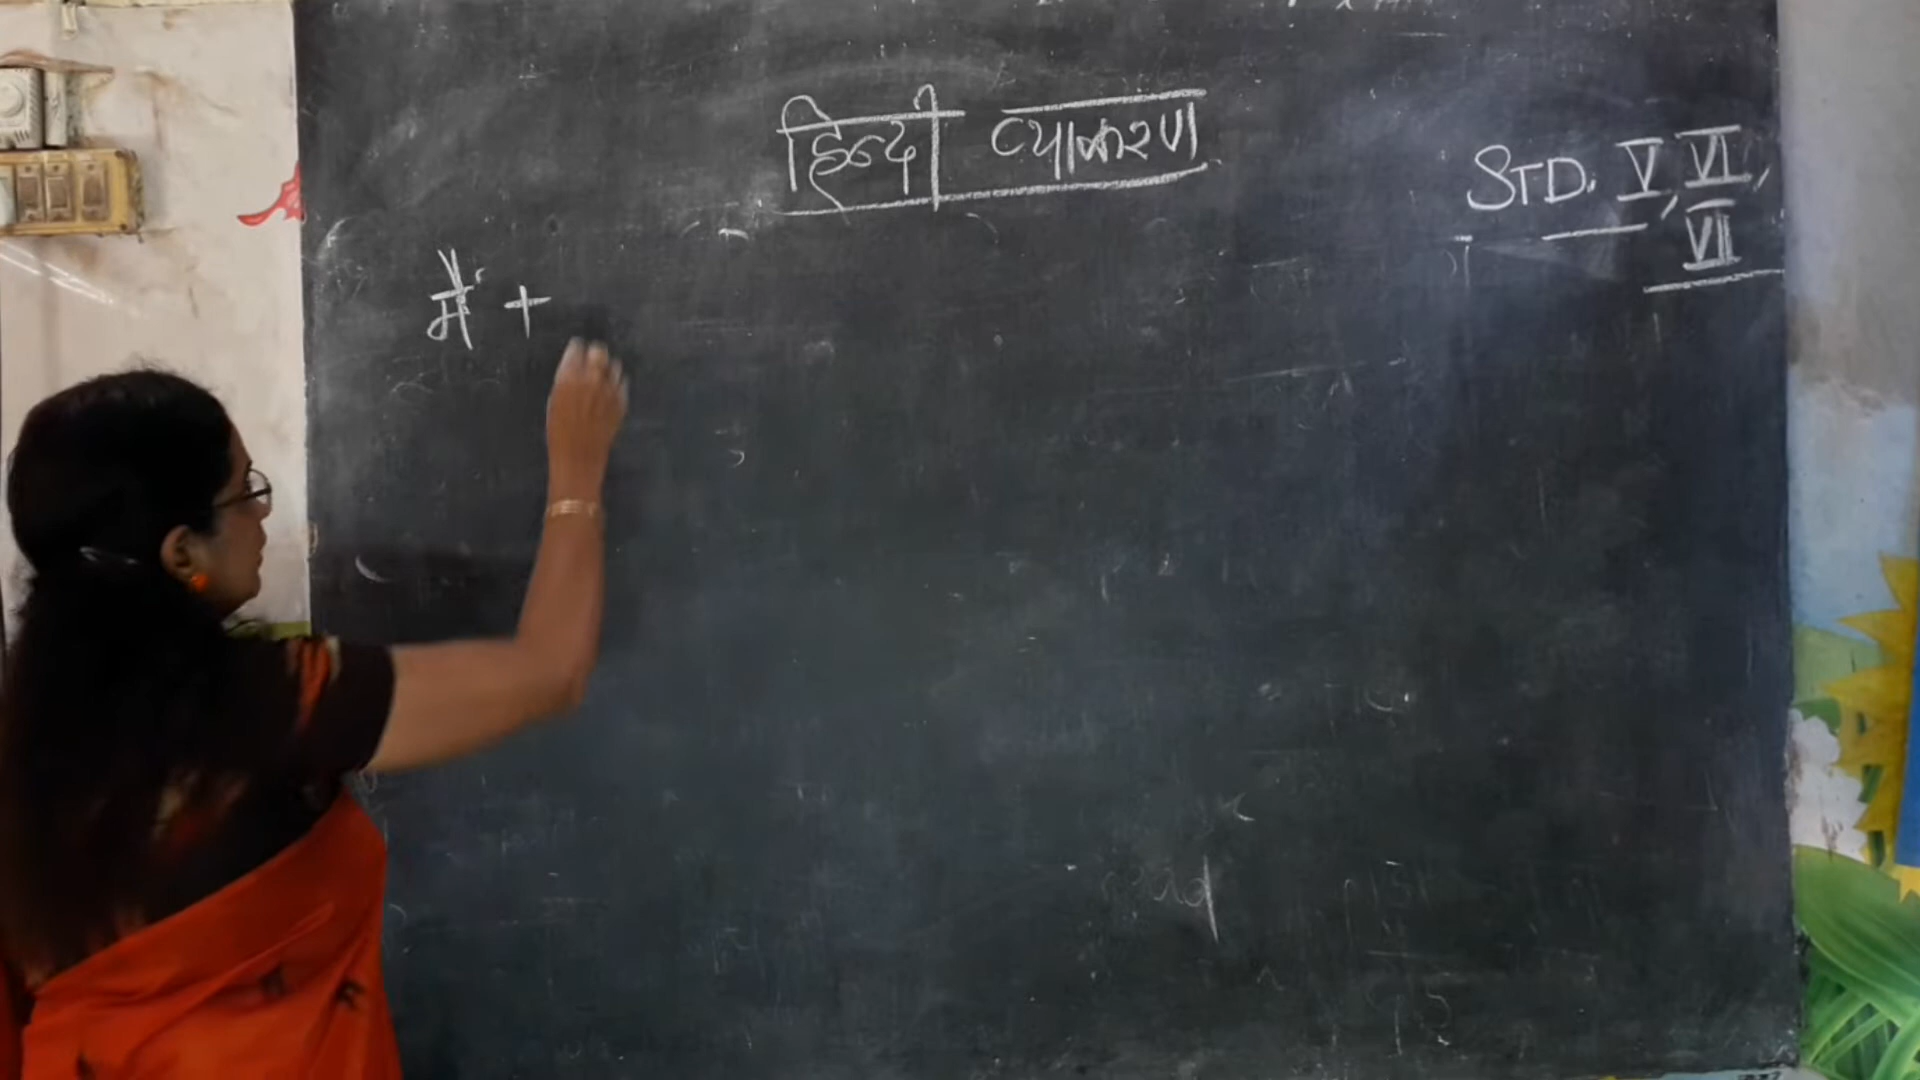 हिन्दी व्याकरण
STD. V, VI,
VII
मैं +